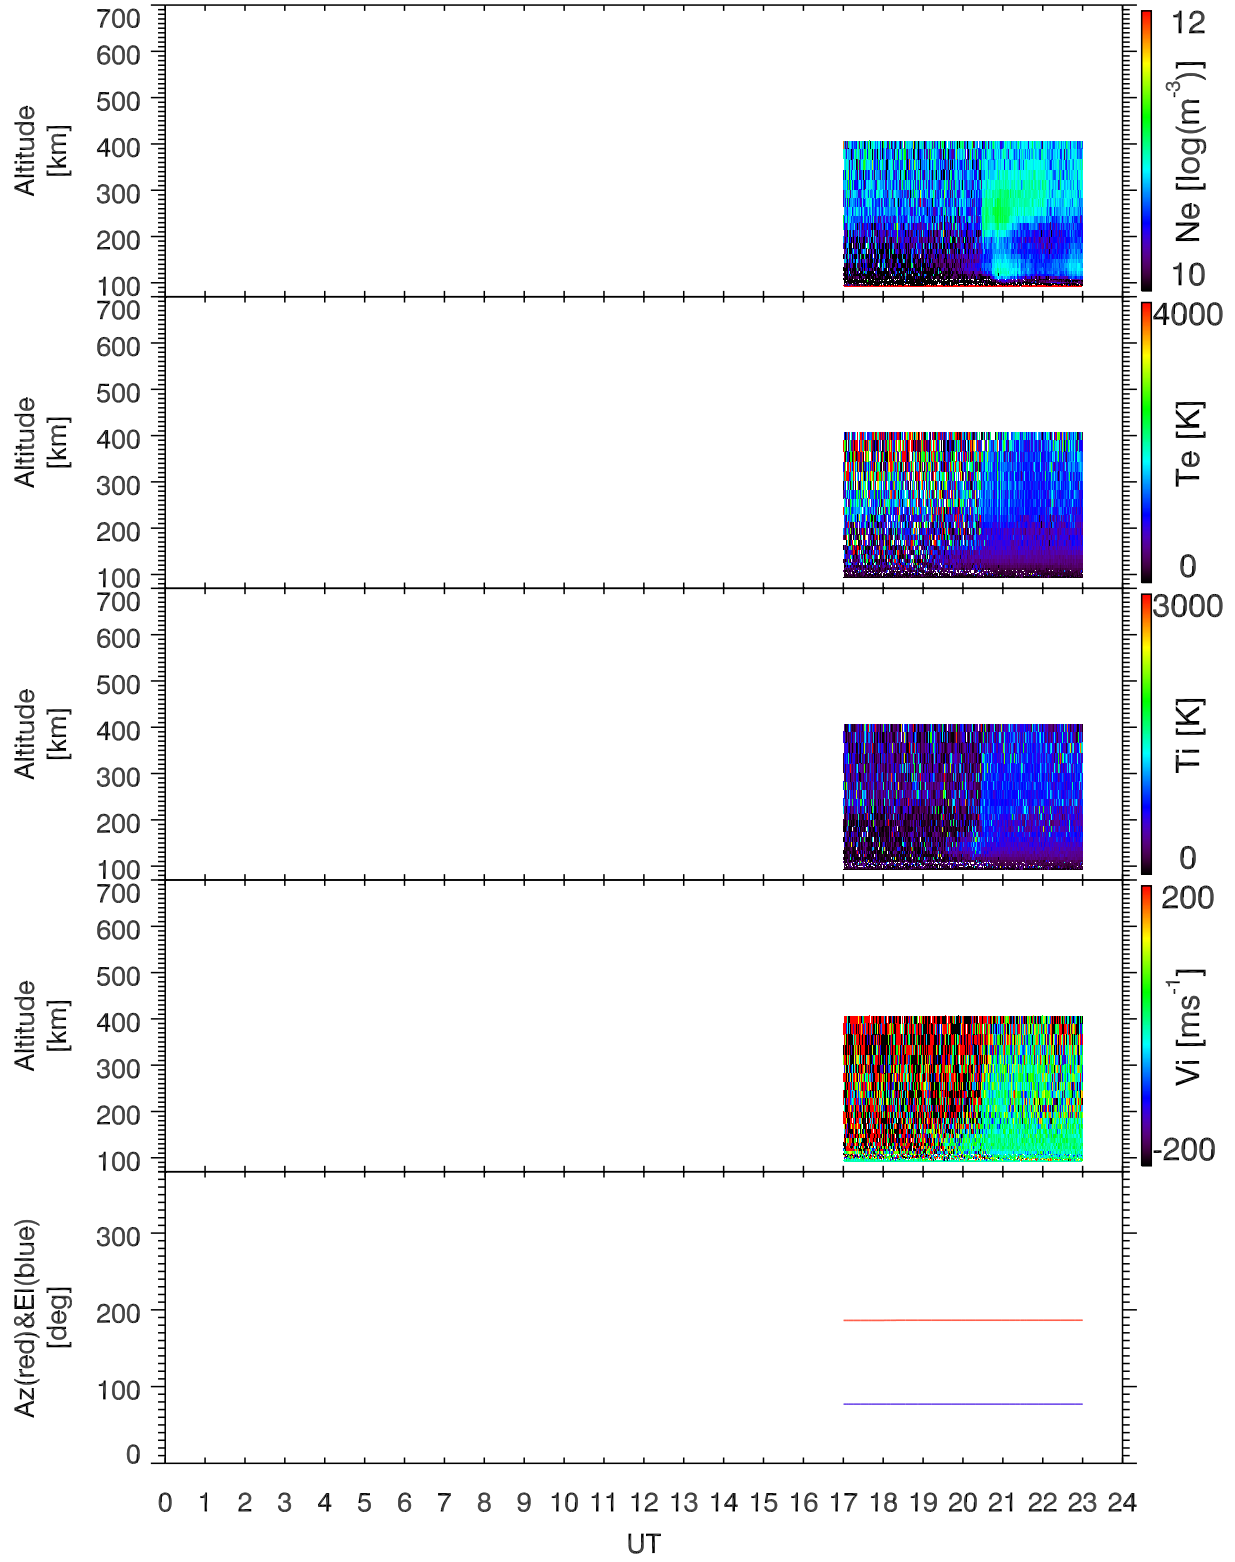 700
600
500
400
300
200
100
Altitude
[km]
12
10
Ne [log(m⁻³)]
700
600
500
400
300
200
100
Altitude
[km]
4000
0
Te [K]
700
600
500
400
300
200
100
Altitude
[km]
3000
0
Ti [K]
700
600
500
400
300
200
100
Altitude
[km]
200
-200
Vi [ms⁻¹]
300
200
100
0
Az(red)&El(blue)
[deg]
0 1 2 3 4 5 6 7 8 9 10 11 12 13 14 15 16 17 18 19 20 21 22 23 24
UT